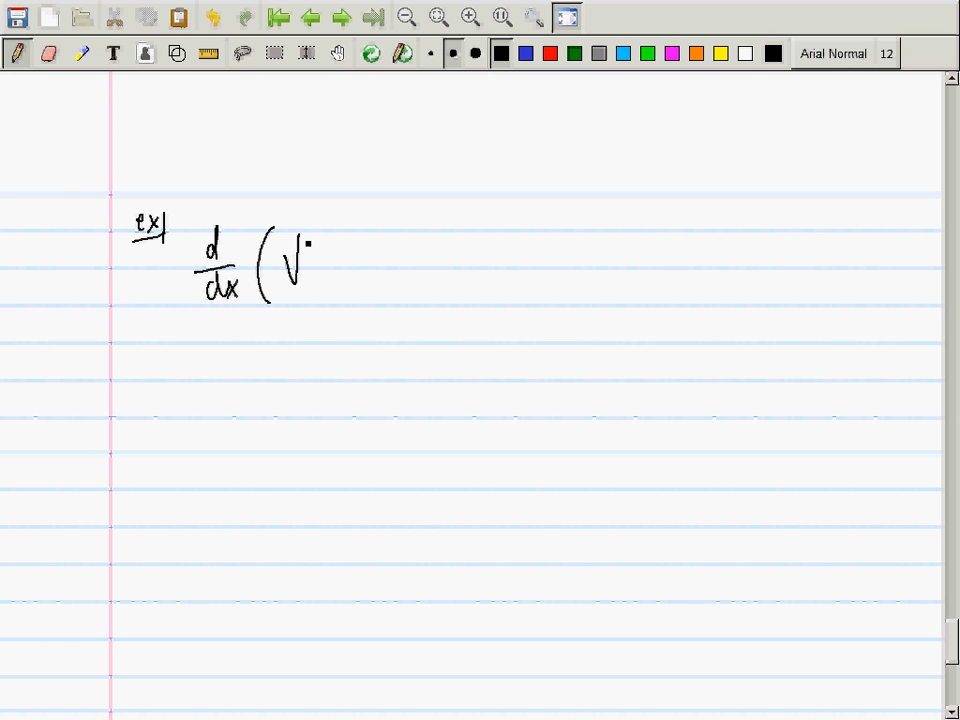 Arial Normal 12
ex
d/dx ( √